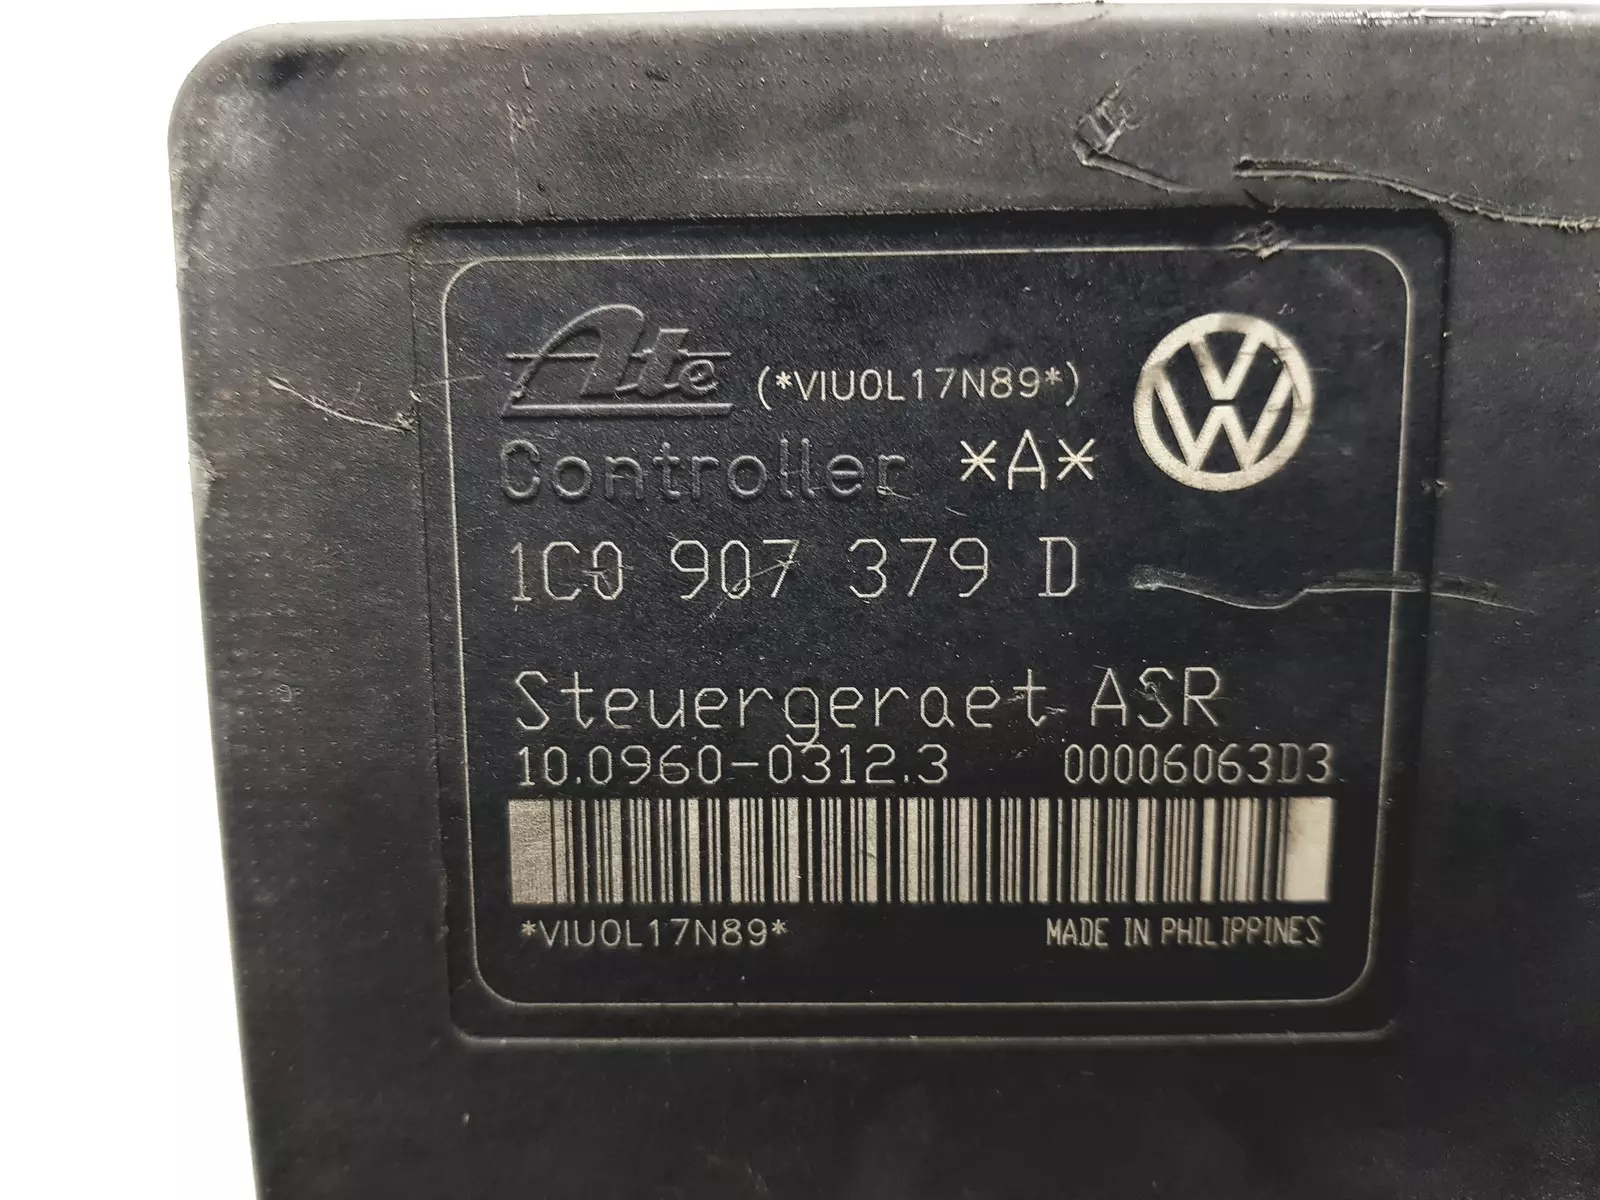 Ate (*VIU0L17N89*)
Controller *A*
1C0 907 379 D
Steuergeraet ASR
10.0960-0312.3 00006063D3
*VIU0L17N89* MADE IN PHILIPPINES